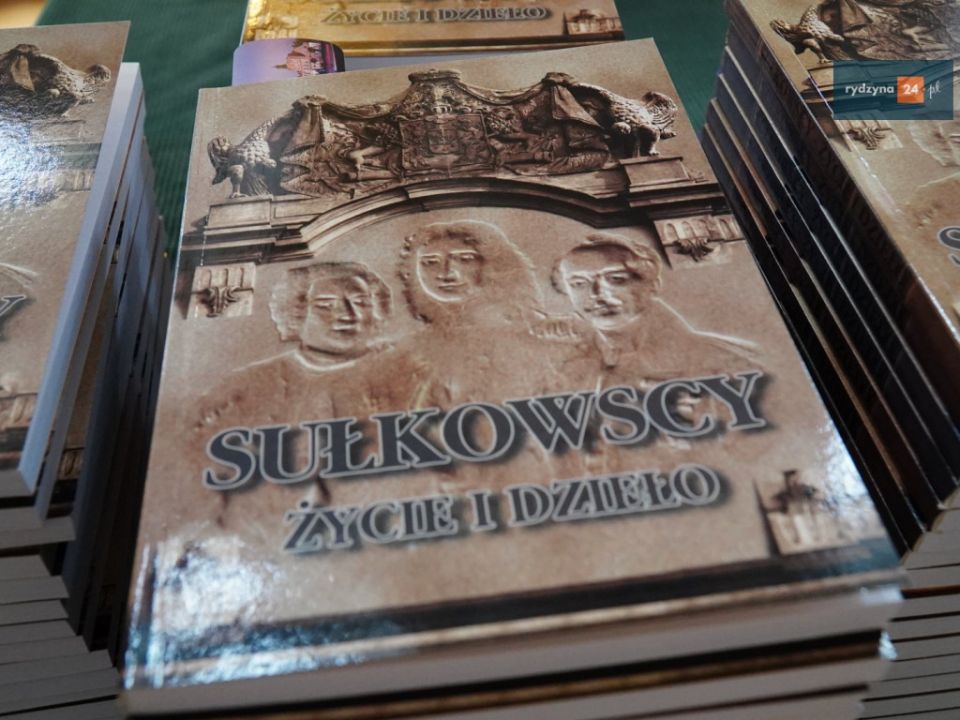 ŻYCIE I DZIEŁO
rydzyna 24 .pl
SUŁKOWSCY
ŻYCIE I DZIEŁO
Y
S